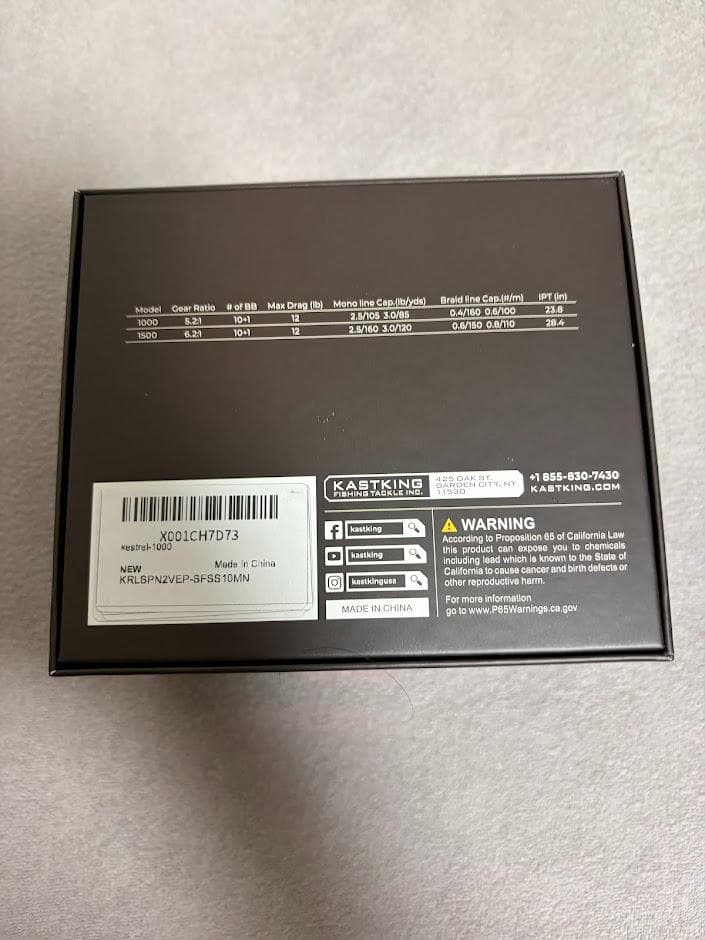 Model Gear Ratio # of BB Max Drag (lb) Mono line Cap.(lb/yds) Braid line Cap.(#/m) IPT (in)
1000 5.2:1 10+1 12 2.5/105 3.0/85 0.4/160 0.6/100 23.8
1500 6.2:1 10+1 12 2.5/160 3.0/120 0.6/150 0.8/110 28.4
X001CH7D73
kestrel-1000
Made in China
NEW
KRLSPN2VEP-SFSS10MN
KASTKING
FISHING TACKLE INC.
425 OAK ST.
GARDEN CITY, NY
11530
+1 855-830-7430
KASTKING.COM
kastking
kastking
kastkingusa
MADE IN CHINA
WARNING
According to Proposition 65 of California Law
this product can expose you to chemicals
including lead which is known to the State of
California to cause cancer and birth defects or
other reproductive harm.
For more information
go to www.P65Warnings.ca.gov